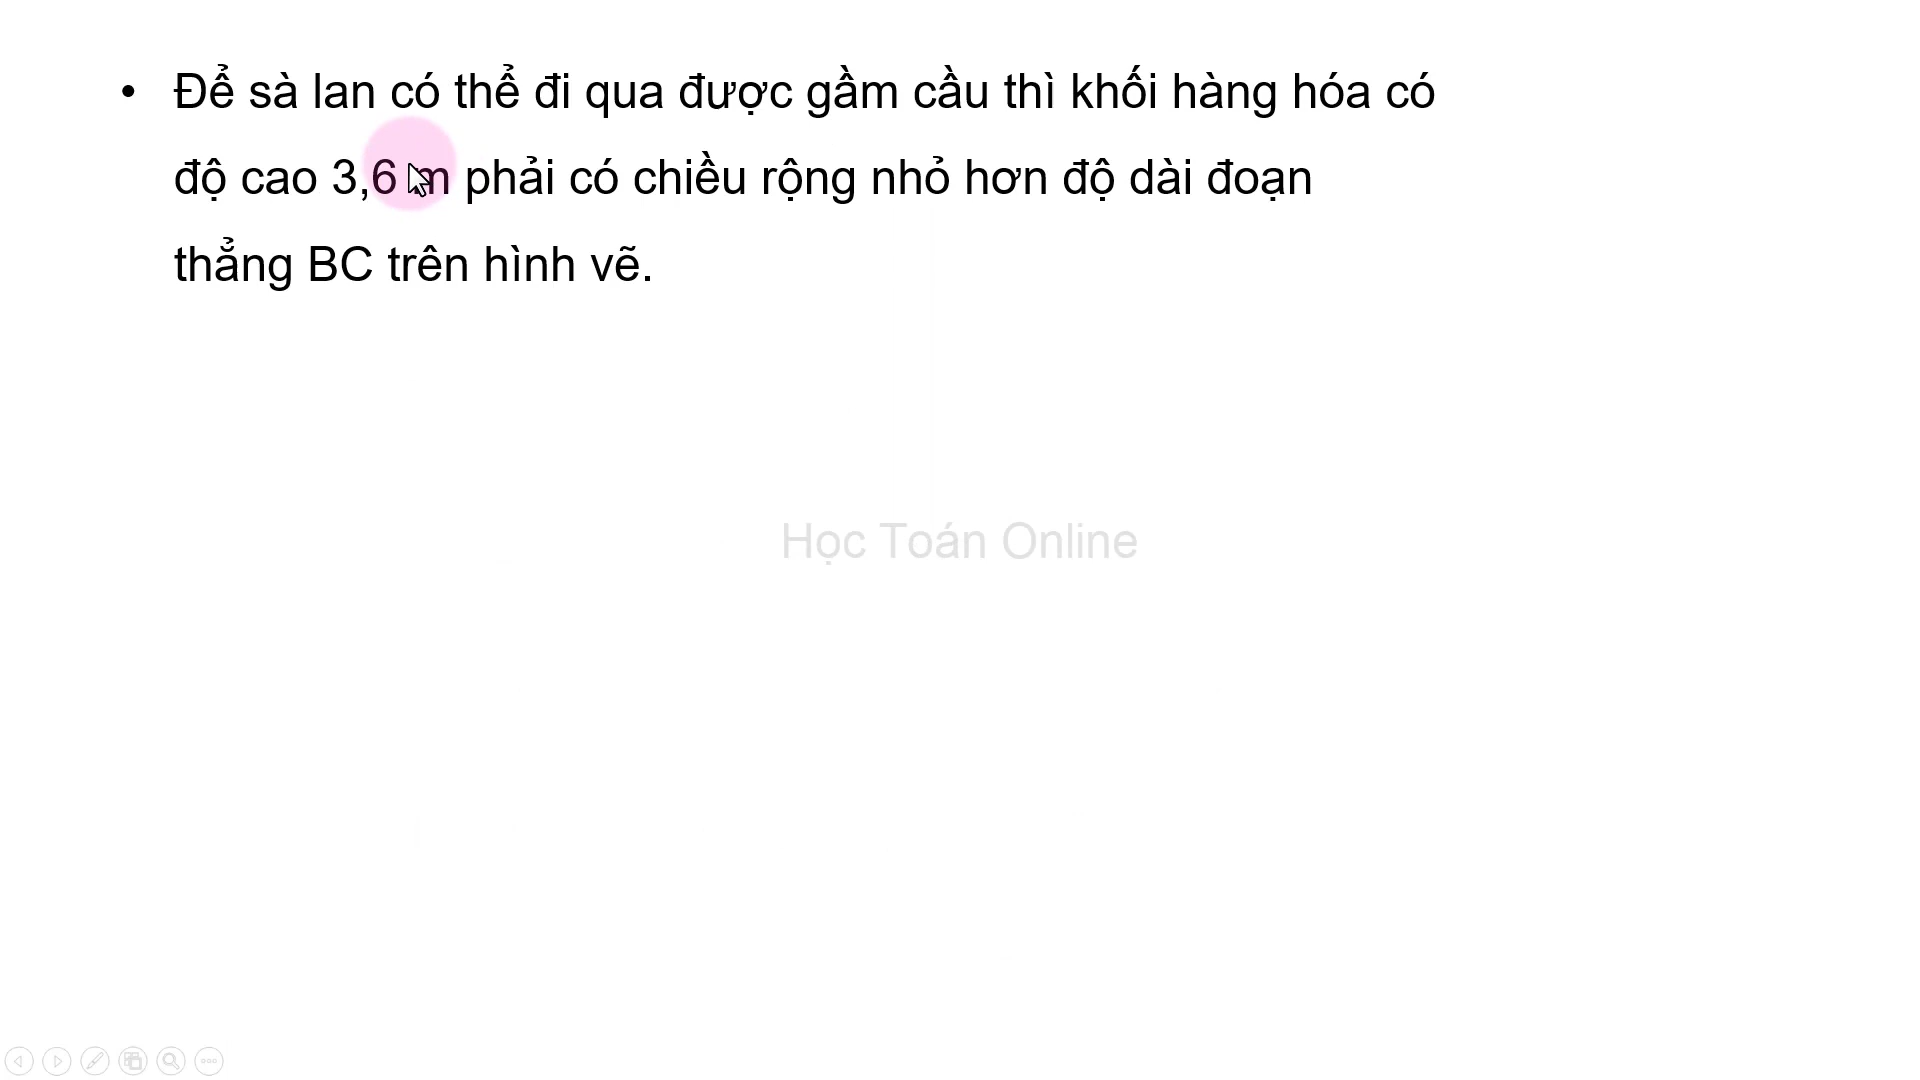 • Để sà lan có thể đi qua được gầm cầu thì khối hàng hóa có
độ cao 3,6 m phải có chiều rộng nhỏ hơn độ dài đoạn
thẳng BC trên hình vẽ.
Học Toán Online